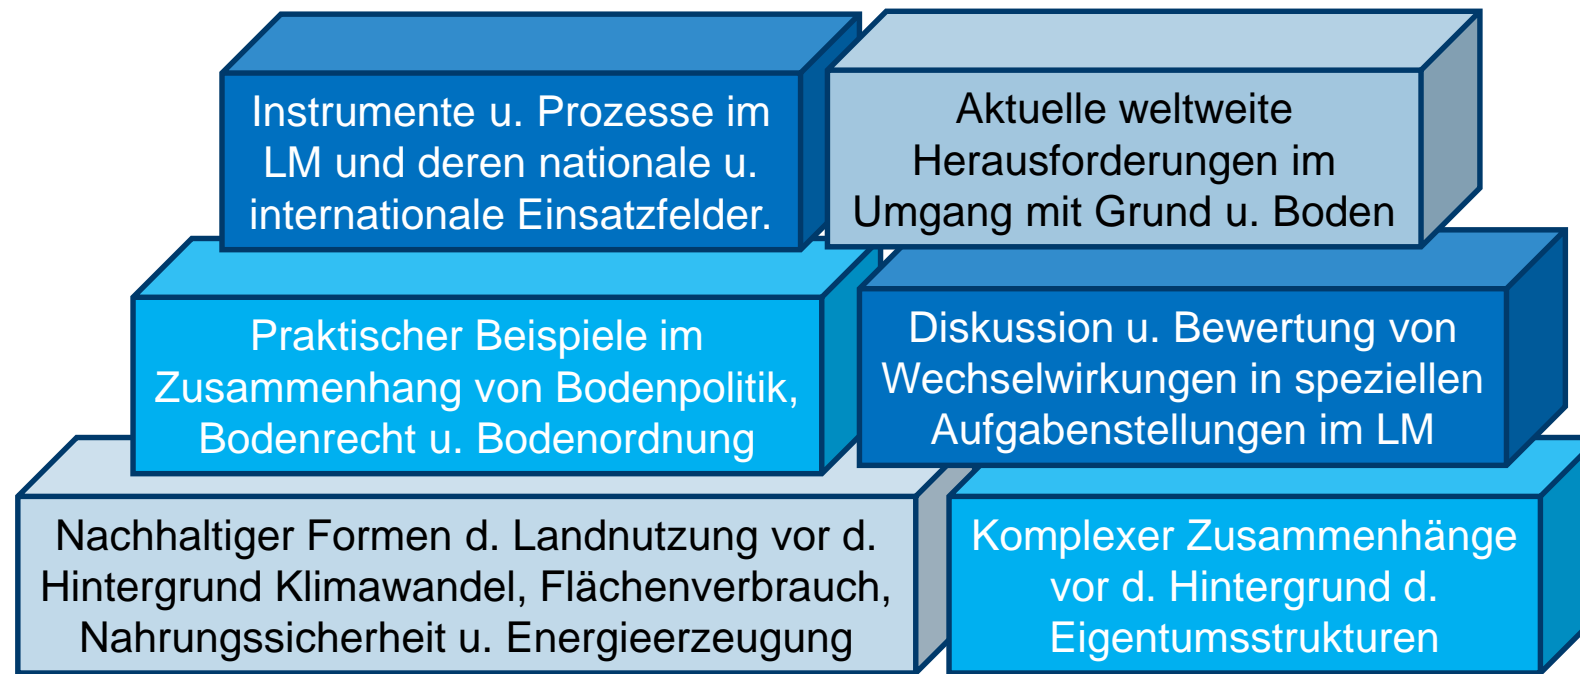 Instrumente u. Prozesse im
LM und deren nationale u.
internationale Einsatzfelder.
Aktuelle weltweite
Herausforderungen im
Umgang mit Grund u. Boden
Praktischer Beispiele im
Zusammenhang von Bodenpolitik,
Bodenrecht u. Bodenordnung
Diskussion u. Bewertung von
Wechselwirkungen in speziellen
Aufgabenstellungen im LM
Nachhaltiger Formen d. Landnutzung vor d.
Hintergrund Klimawandel, Flächenverbrauch,
Nahrungssicherheit u. Energieerzeugung
Komplexer Zusammenhänge
vor d. Hintergrund d.
Eigentumsstrukturen